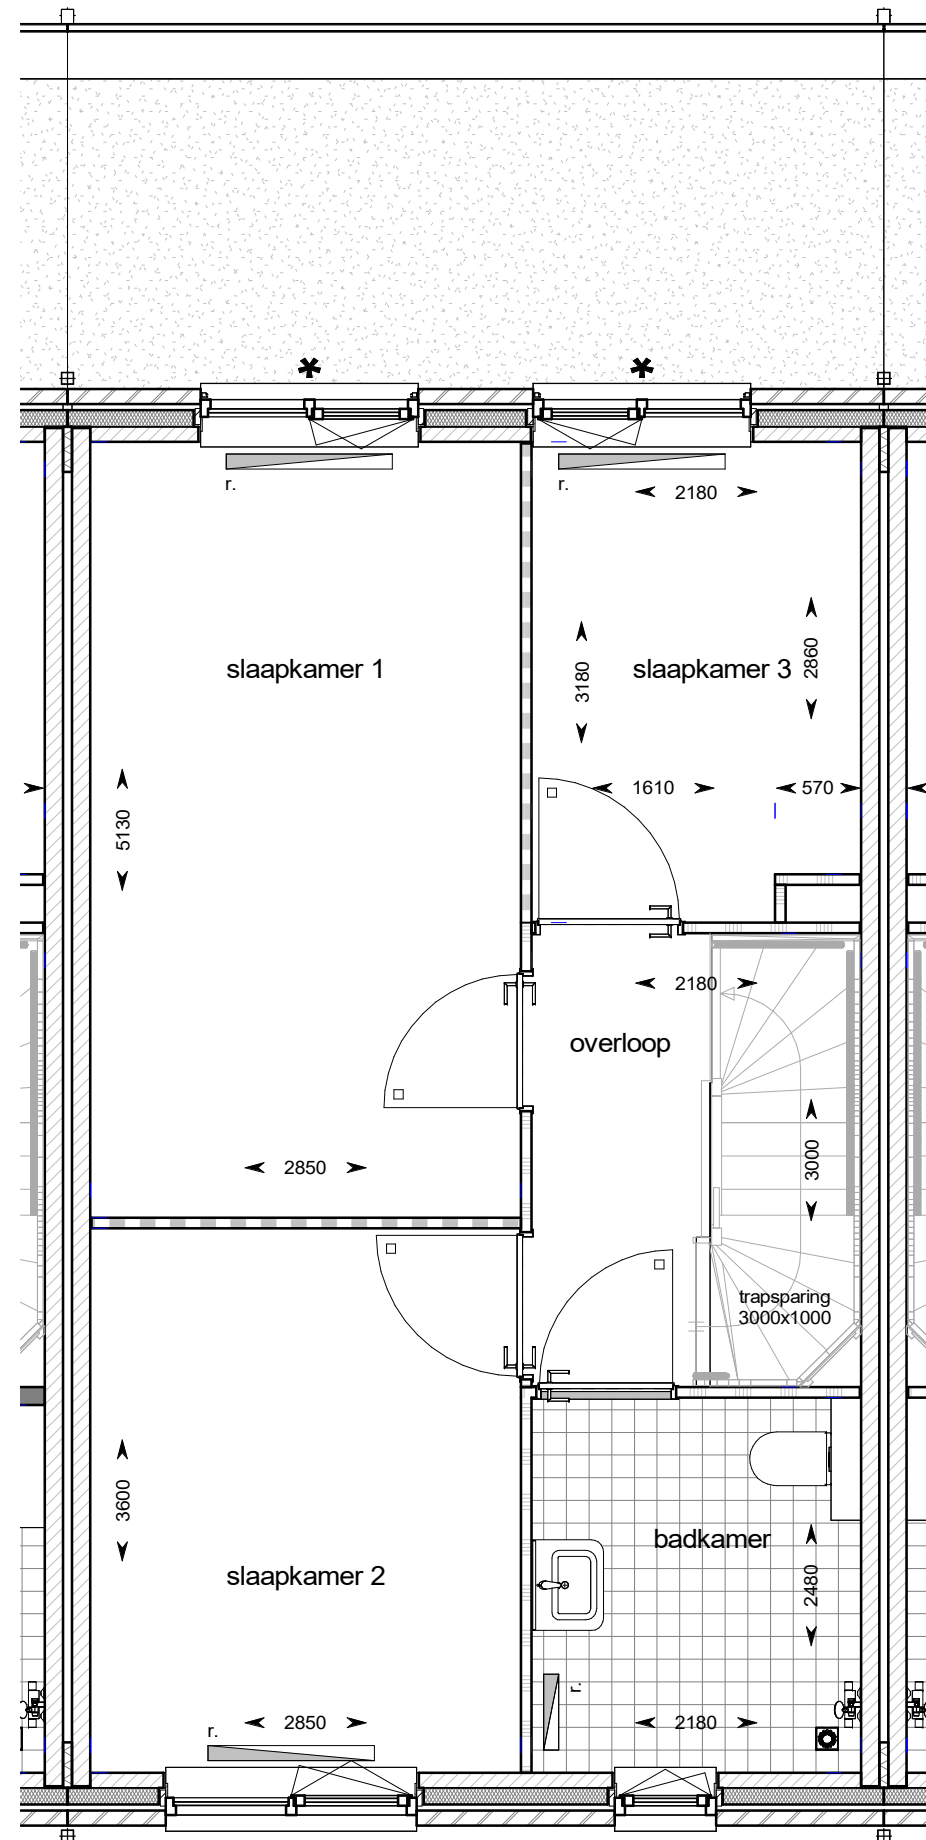 r.
r.
2180
slaapkamer 1
3180
slaapkamer 3
2860
5130
1610
570
2180
overloop
2850
3000
trapsparing
3000x1000
3600
badkamer
slaapkamer 2
2480
r.
r.
2850
2180